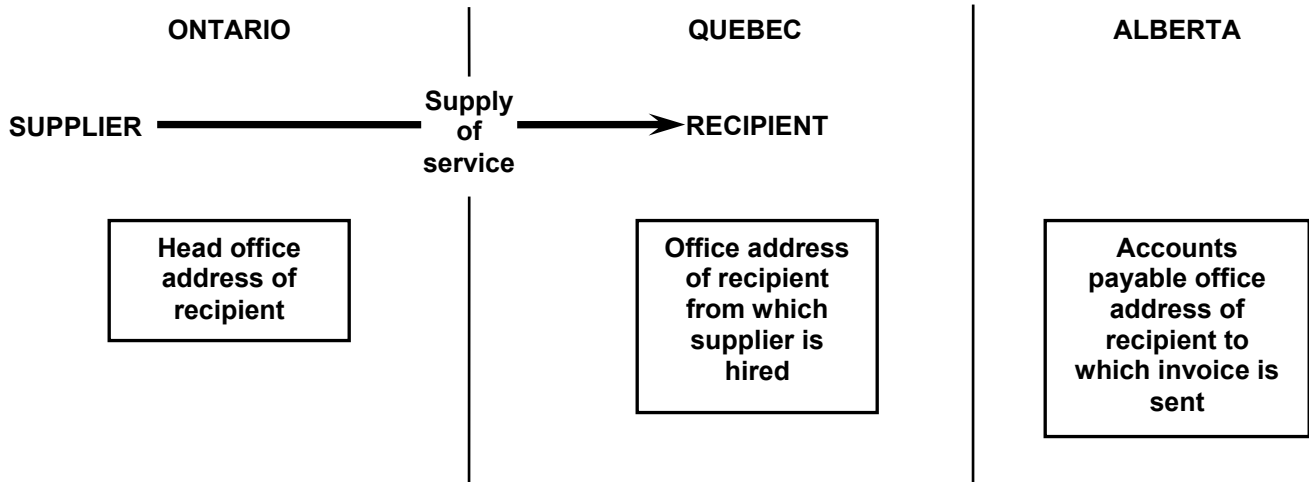 ONTARIO
QUEBEC
ALBERTA
SUPPLIER
Supply
of
service
RECIPIENT
Head office
address of
recipient
Office address
of recipient
from which
supplier is
hired
Accounts
payable office
address of
recipient to
which invoice is
sent